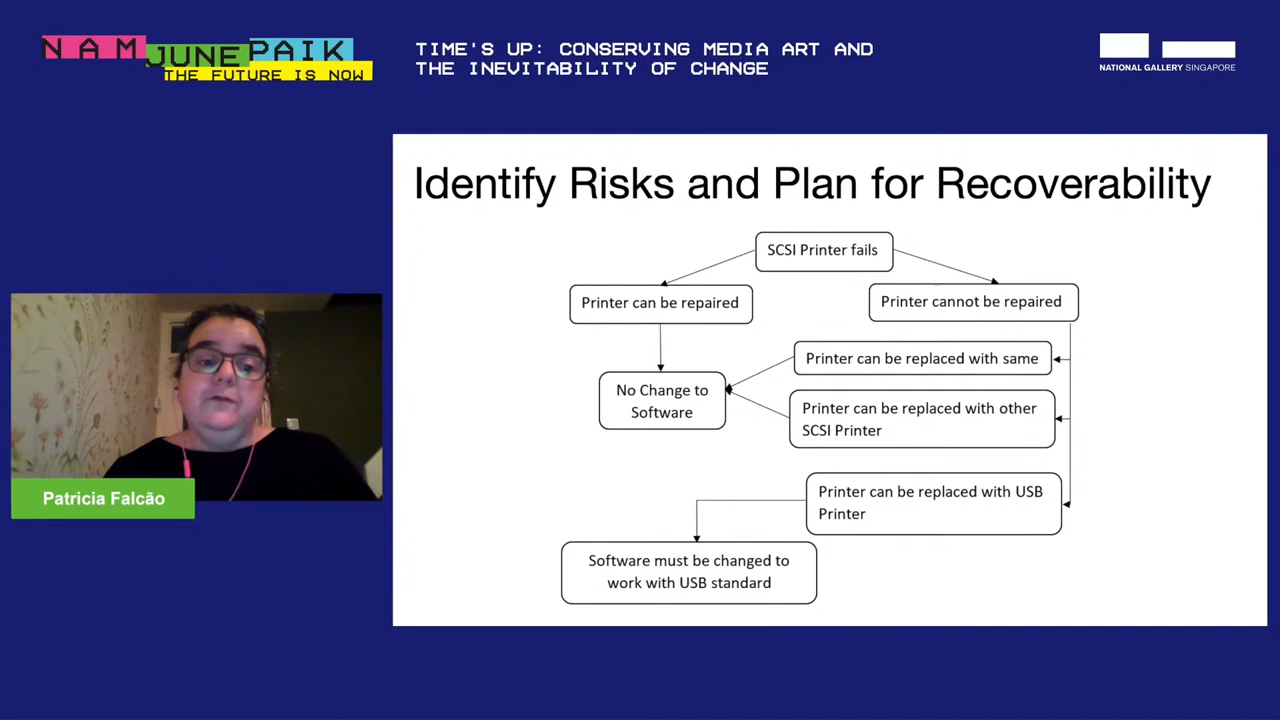 NAM JUNE PAIK
THE FUTURE IS NOW
TIME'S UP: CONSERVING MEDIA ART AND
THE INEVITABILITY OF CHANGE
NATIONAL GALLERY SINGAPORE
Identify Risks and Plan for Recoverability
SCSI Printer fails
Printer can be repaired
Printer cannot be repaired
Printer can be replaced with same
No Change to
Software
Printer can be replaced with other
SCSI Printer
Printer can be replaced with USB
Printer
Software must be changed to
work with USB standard
Patricia Falcão